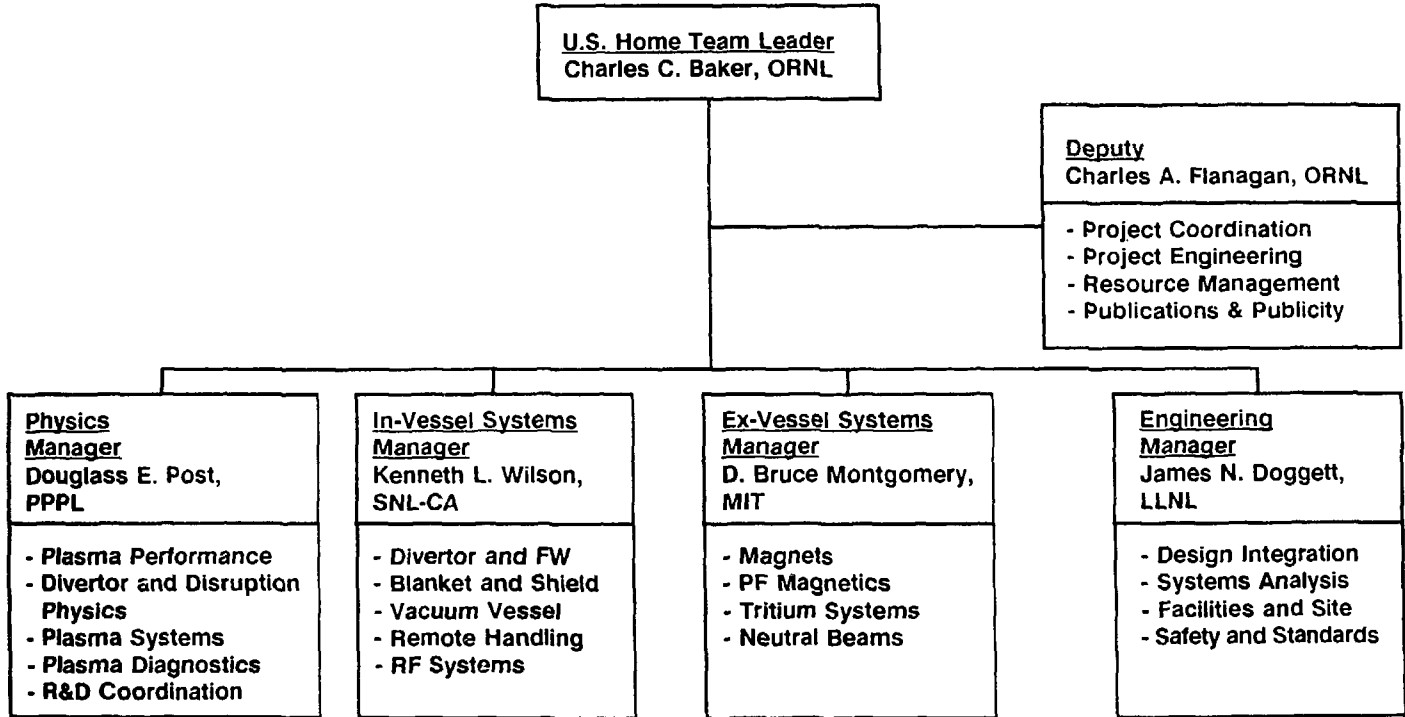 U.S. Home Team Leader
Charles C. Baker, ORNL
Deputy
Charles A. Flanagan, ORNL
- Project Coordination
- Project Engineering
- Resource Management
- Publications & Publicity
Physics
Manager
Douglass E. Post,
PPPL
- Plasma Performance
- Divertor and Disruption
Physics
- Plasma Systems
- Plasma Diagnostics
- R&D Coordination
In-Vessel Systems
Manager
Kenneth L. Wilson,
SNL-CA
- Divertor and FW
- Blanket and Shield
- Vacuum Vessel
- Remote Handling
- RF Systems
Ex-Vessel Systems
Manager
D. Bruce Montgomery,
MIT
- Magnets
- PF Magnetics
- Tritium Systems
- Neutral Beams
Engineering
Manager
James N. Doggett,
LLNL
- Design Integration
- Systems Analysis
- Facilities and Site
- Safety and Standards